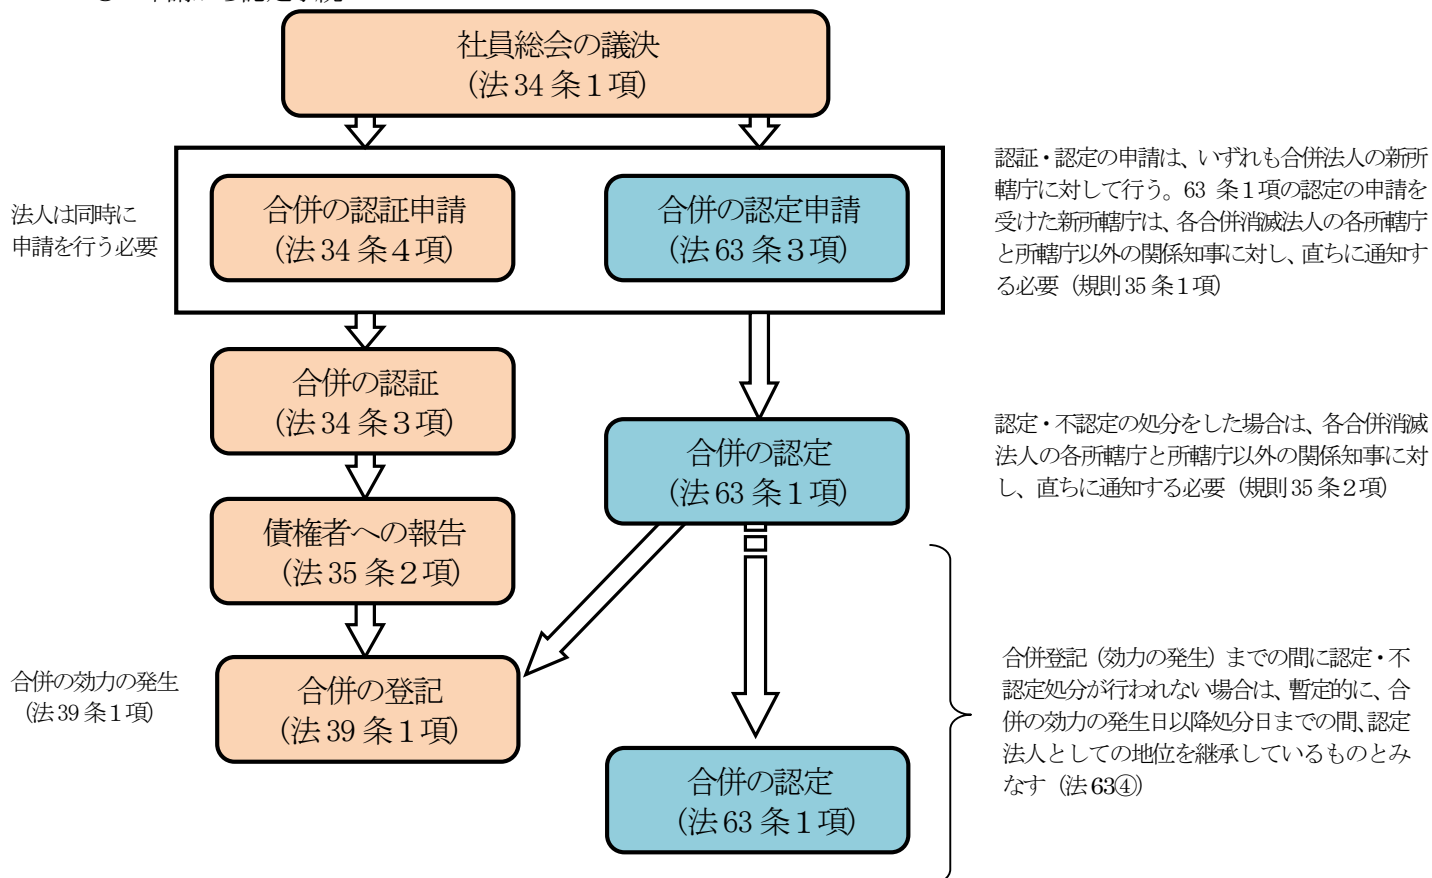 社員総会の議決
（法34条１項）
法人は同時に
申請を行う必要
合併の認証申請
（法34条４項）
合併の認定申請
（法63条３項）
認証・認定の申請は、いずれも合併法人の新所
轄庁に対して行う。63 条１項の認定の申請を
受けた新所轄庁は、各合併消滅法人の各所轄庁
と所轄庁以外の関係知事に対し、直ちに通知す
る必要（規則35条１項）
合併の認証
（法34条３項）
合併の認定
（法63条１項）
認定・不認定の処分をした場合は、各合併消滅
法人の各所轄庁と所轄庁以外の関係知事に対
し、直ちに通知する必要（規則35条２項）
債権者への報告
（法35条２項）
合併の効力の発生
（法39条１項）
合併の登記
（法39条１項）
合併登記（効力の発生）までの間に認定・不
認定処分が行われない場合は、暫定的に、合
併の効力の発生日以降処分日までの間、認定
法人としての地位を継承しているものとみ
なす（法63④）
合併の認定
（法63条１項）